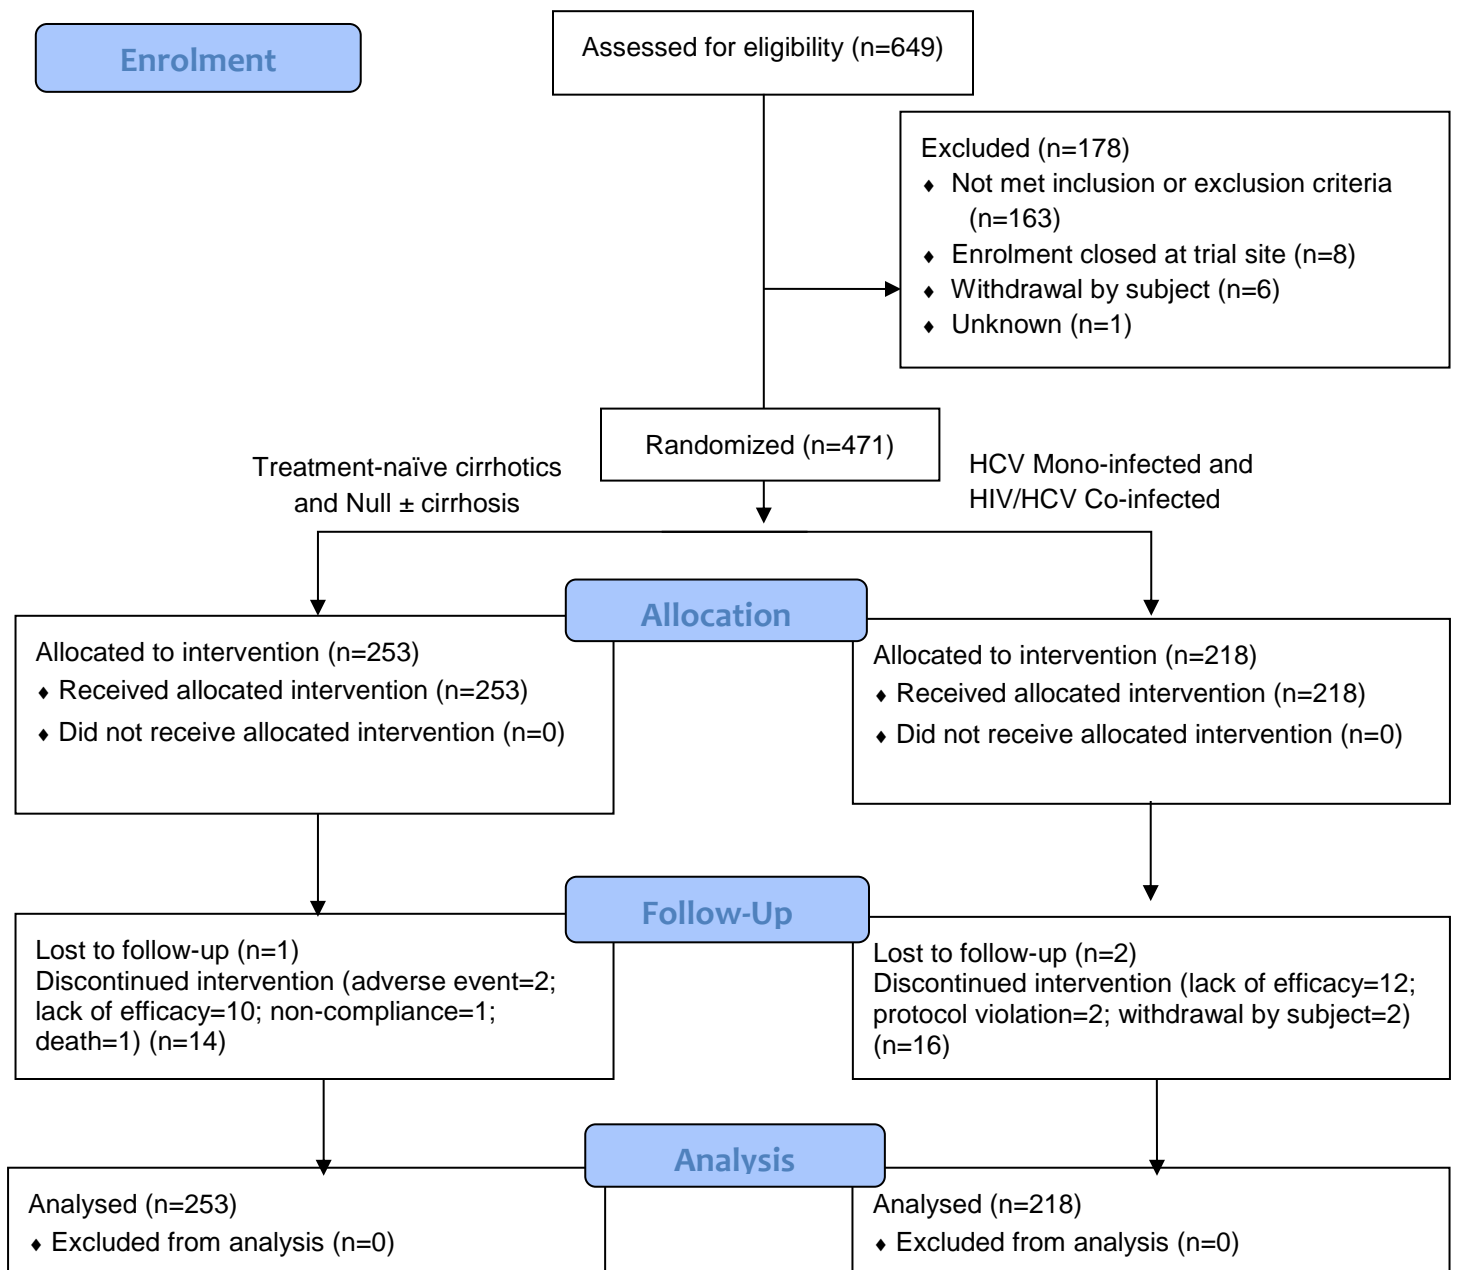 Enrolment
Assessed for eligibility (n=649)
Excluded (n=178)
♦ Not met inclusion or exclusion criteria
(n=163)
♦ Enrolment closed at trial site (n=8)
♦ Withdrawal by subject (n=6)
♦ Unknown (n=1)
Randomized (n=471)
Treatment-naïve cirrhotics
and Null ± cirrhosis
HCV Mono-infected and
HIV/HCV Co-infected
Allocation
Allocated to intervention (n=253)
♦ Received allocated intervention (n=253)
♦ Did not receive allocated intervention (n=0)
Allocated to intervention (n=218)
♦ Received allocated intervention (n=218)
♦ Did not receive allocated intervention (n=0)
Follow-Up
Lost to follow-up (n=1)
Discontinued intervention (adverse event=2;
lack of efficacy=10; non-compliance=1;
death=1) (n=14)
Lost to follow-up (n=2)
Discontinued intervention (lack of efficacy=12;
protocol violation=2; withdrawal by subject=2)
(n=16)
Analysis
Analysed (n=253)
♦ Excluded from analysis (n=0)
Analysed (n=218)
♦ Excluded from analysis (n=0)